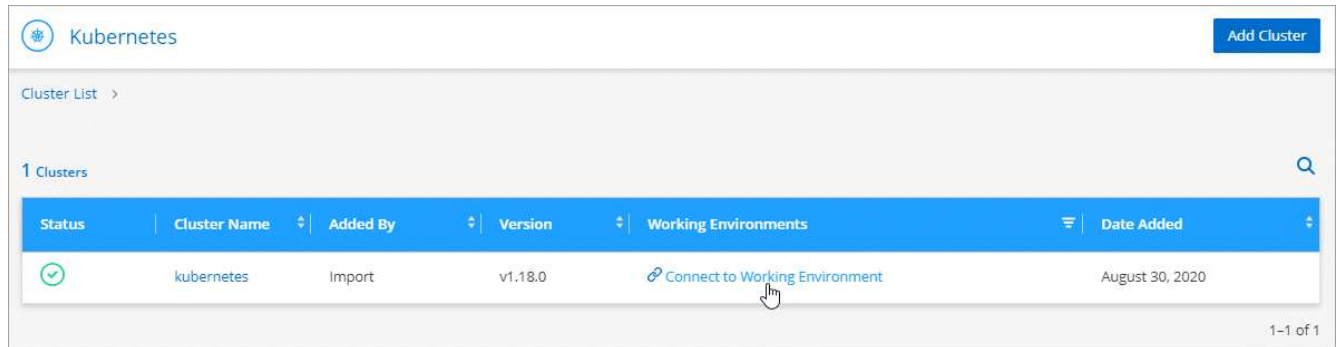 Kubernetes
Add Cluster
Cluster List >
1 Clusters
Status Cluster Name Added By Version Working Environments Date Added
kubernetes Import v1.18.0 Connect to Working Environment August 30, 2020
1–1 of 1